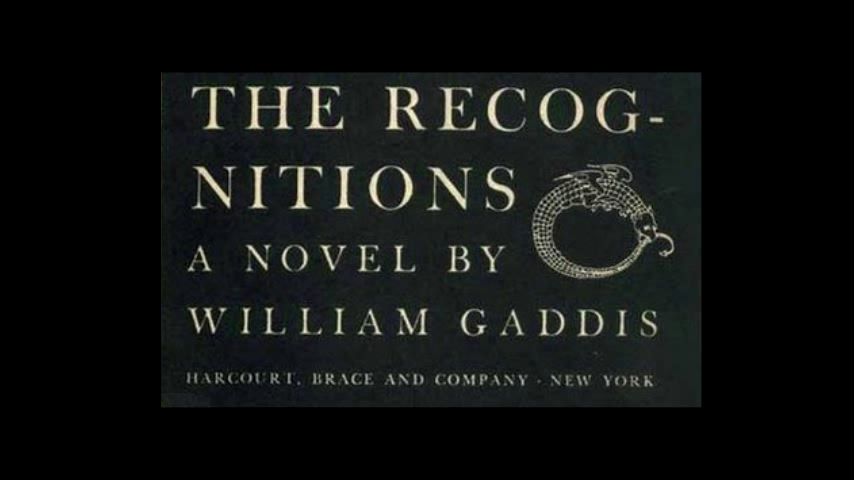 THE RECOG-
NITIONS
A NOVEL BY
WILLIAM GADDIS
HARCOURT, BRACE AND COMPANY · NEW YORK